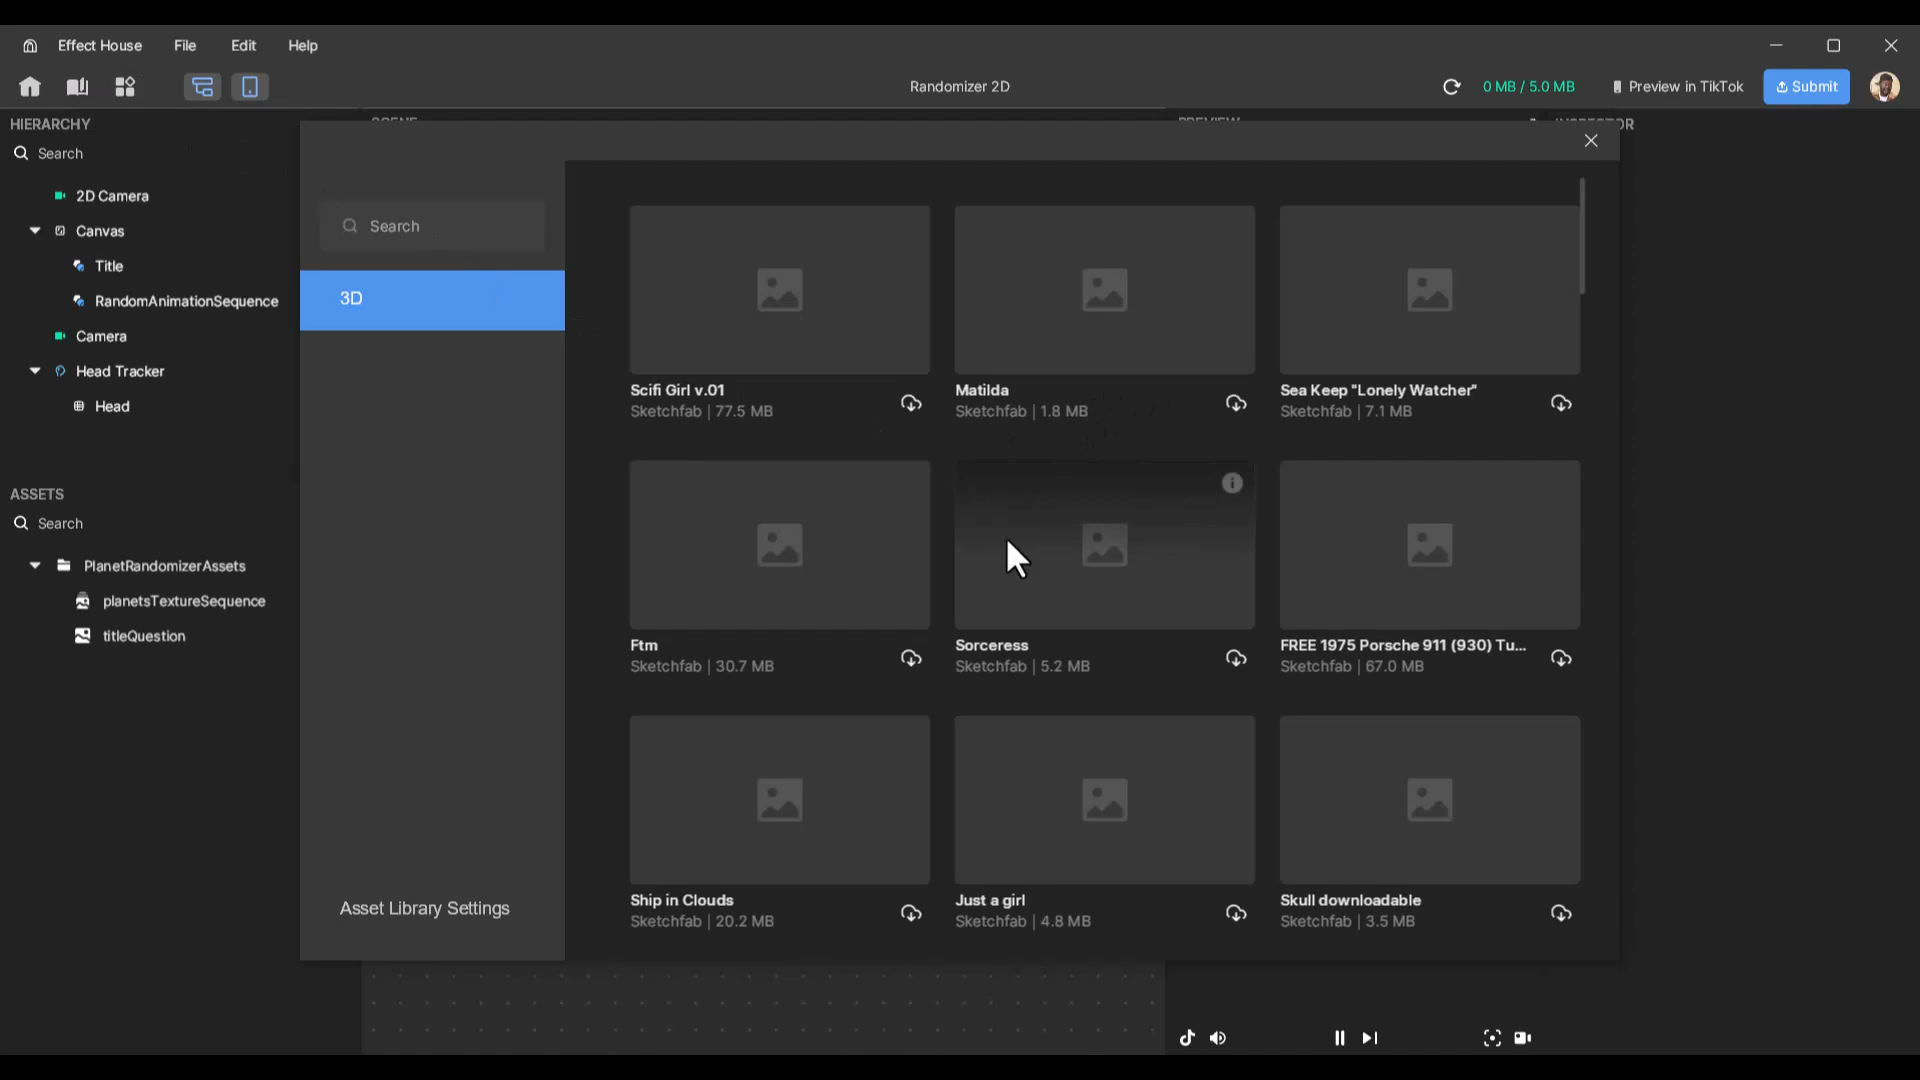 Effect House File Edit Help
Randomizer 2D
0 MB / 5.0 MB
Preview in TikTok
Submit
HIERARCHY
Search
2D Camera
Canvas
Title
RandomAnimationSequence
Camera
Head Tracker
Head
ASSETS
Search
PlanetRandomizerAssets
planetsTextureSequence
titleQuestion
Search
3D
Asset Library Settings
Scifi Girl v.01
Sketchfab | 77.5 MB
Matilda
Sketchfab | 1.8 MB
Sea Keep "Lonely Watcher"
Sketchfab | 7.1 MB
Ftm
Sketchfab | 30.7 MB
Sorceress
Sketchfab | 5.2 MB
FREE 1975 Porsche 911 (930) Tu...
Sketchfab | 67.0 MB
Ship in Clouds
Sketchfab | 20.2 MB
Just a girl
Sketchfab | 4.8 MB
Skull downloadable
Sketchfab | 3.5 MB